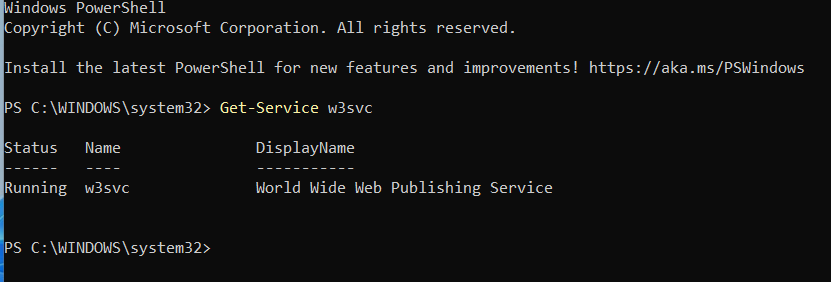 Windows PowerShell
Copyright (C) Microsoft Corporation. All rights reserved.
Install the latest PowerShell for new features and improvements! https://aka.ms/PSWindows
PS C:\WINDOWS\system32> Get-Service w3svc
Status   Name               DisplayName
------   ----               -----------
Running  w3svc              World Wide Web Publishing Service
PS C:\WINDOWS\system32>